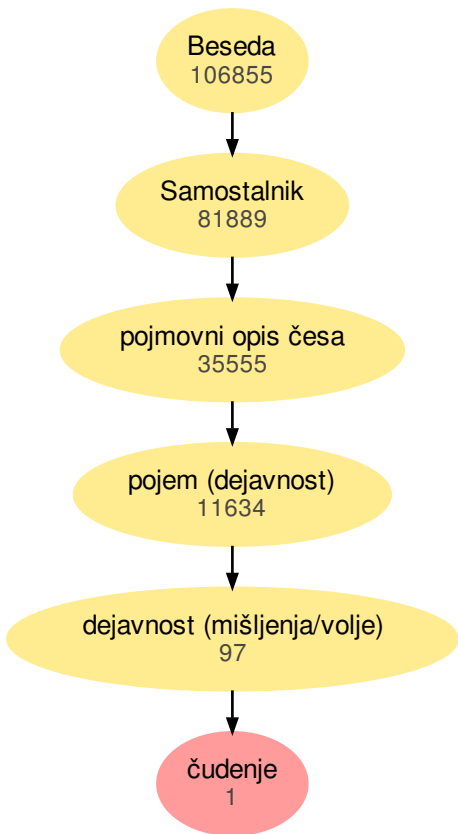 Beseda
106855
Samostalnik
81889
pojmovni opis česa
35555
pojem (dejavnost)
11634
dejavnost (mišljenja/volje)
97
čudenje
1